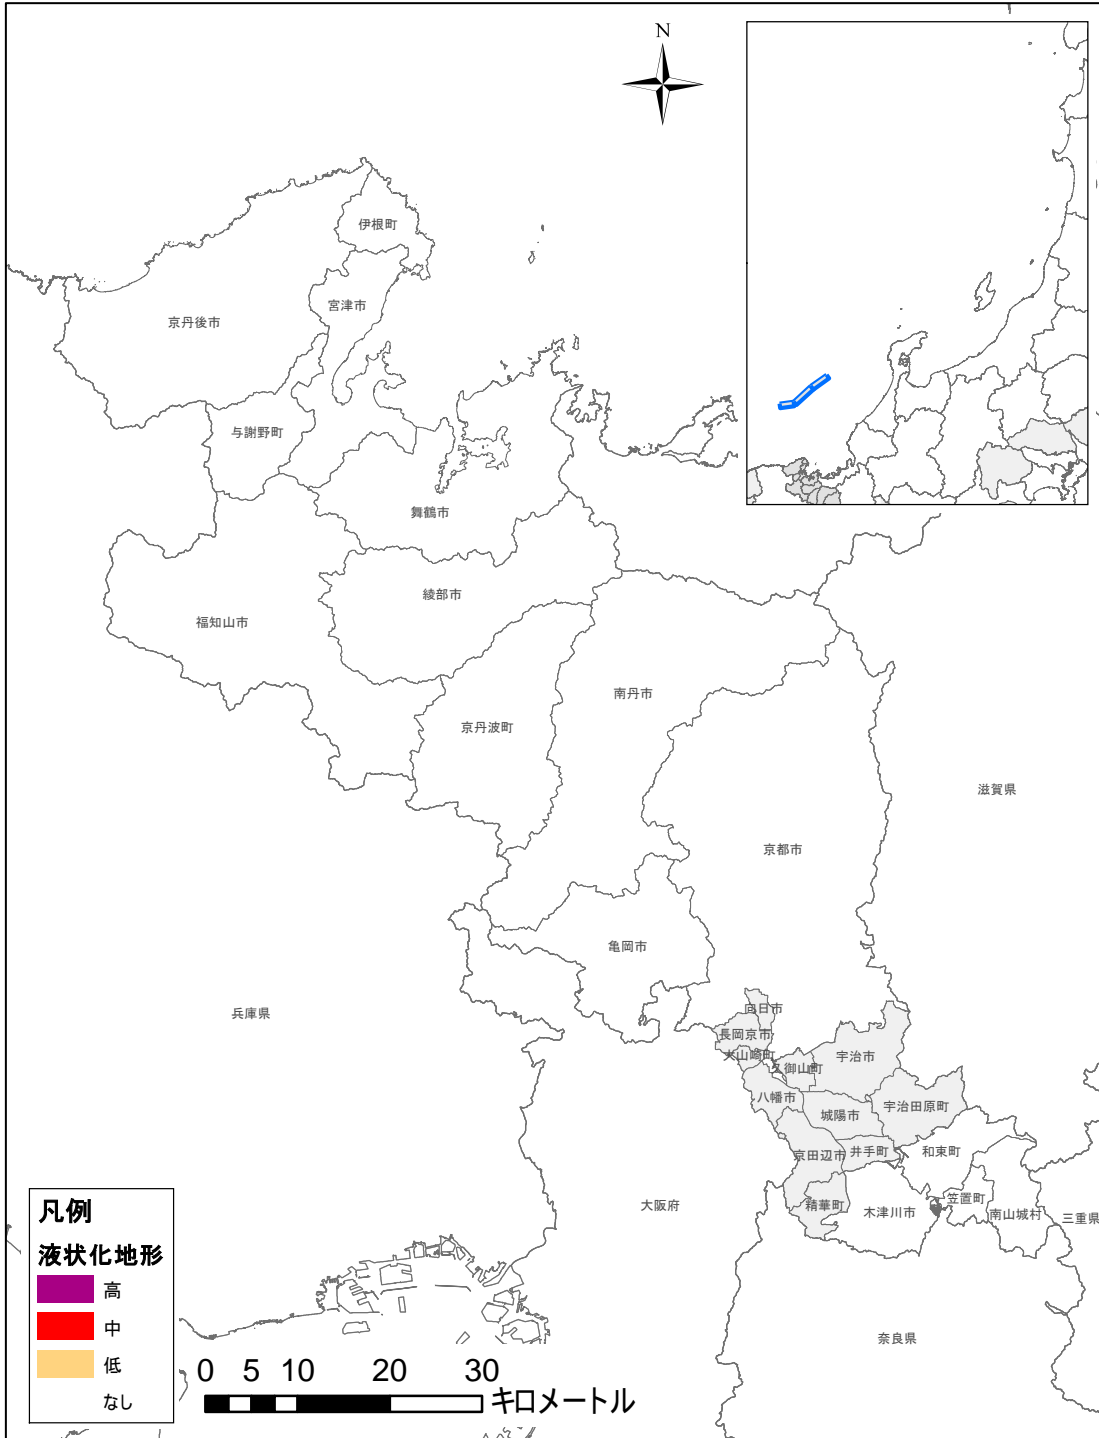 N
伊根町
宮津市
京丹後市
与謝野町
舞鶴市
綾部市
福知山市
南丹市
京丹波町
滋賀県
京都市
亀岡市
兵庫県
向日市
長岡京市
大山崎町
久御山町
宇治市
八幡市
城陽市
宇治田原町
京田辺市
井手町
和束町
精華町
木津川市
笠置町
南山城村
三重県
大阪府
奈良県
凡例
液状化地形
高
中
低
なし
0 5 10 20 30
キロメートル